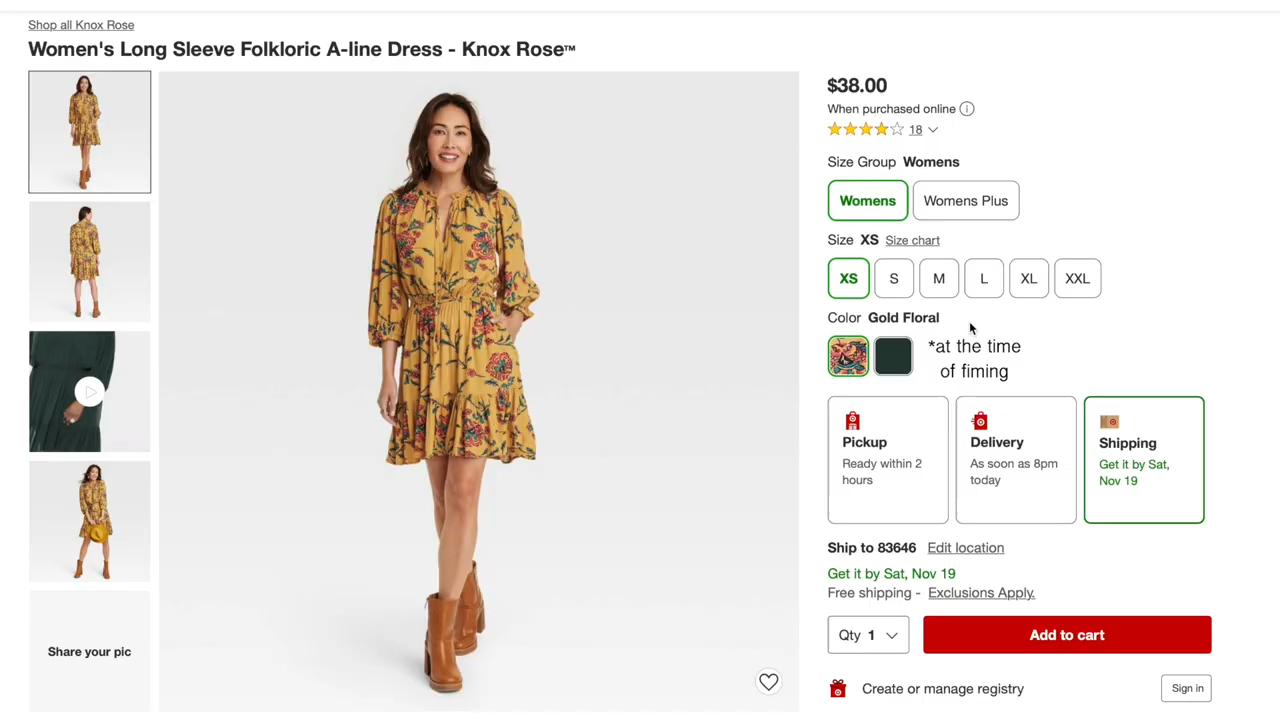 Shop all Knox Rose
Women's Long Sleeve Folkloric A-line Dress - Knox Rose™
$38.00
When purchased online
18
Size Group Womens
Womens
Womens Plus
Size XS Size chart
XS
S
M
L
XL
XXL
Color Gold Floral
*at the time
of fiming
Pickup
Ready within 2
hours
Delivery
As soon as 8pm
today
Shipping
Get it by Sat,
Nov 19
Ship to 83646 Edit location
Get it by Sat, Nov 19
Free shipping - Exclusions Apply.
Qty 1
Add to cart
Share your pic
Create or manage registry
Sign in